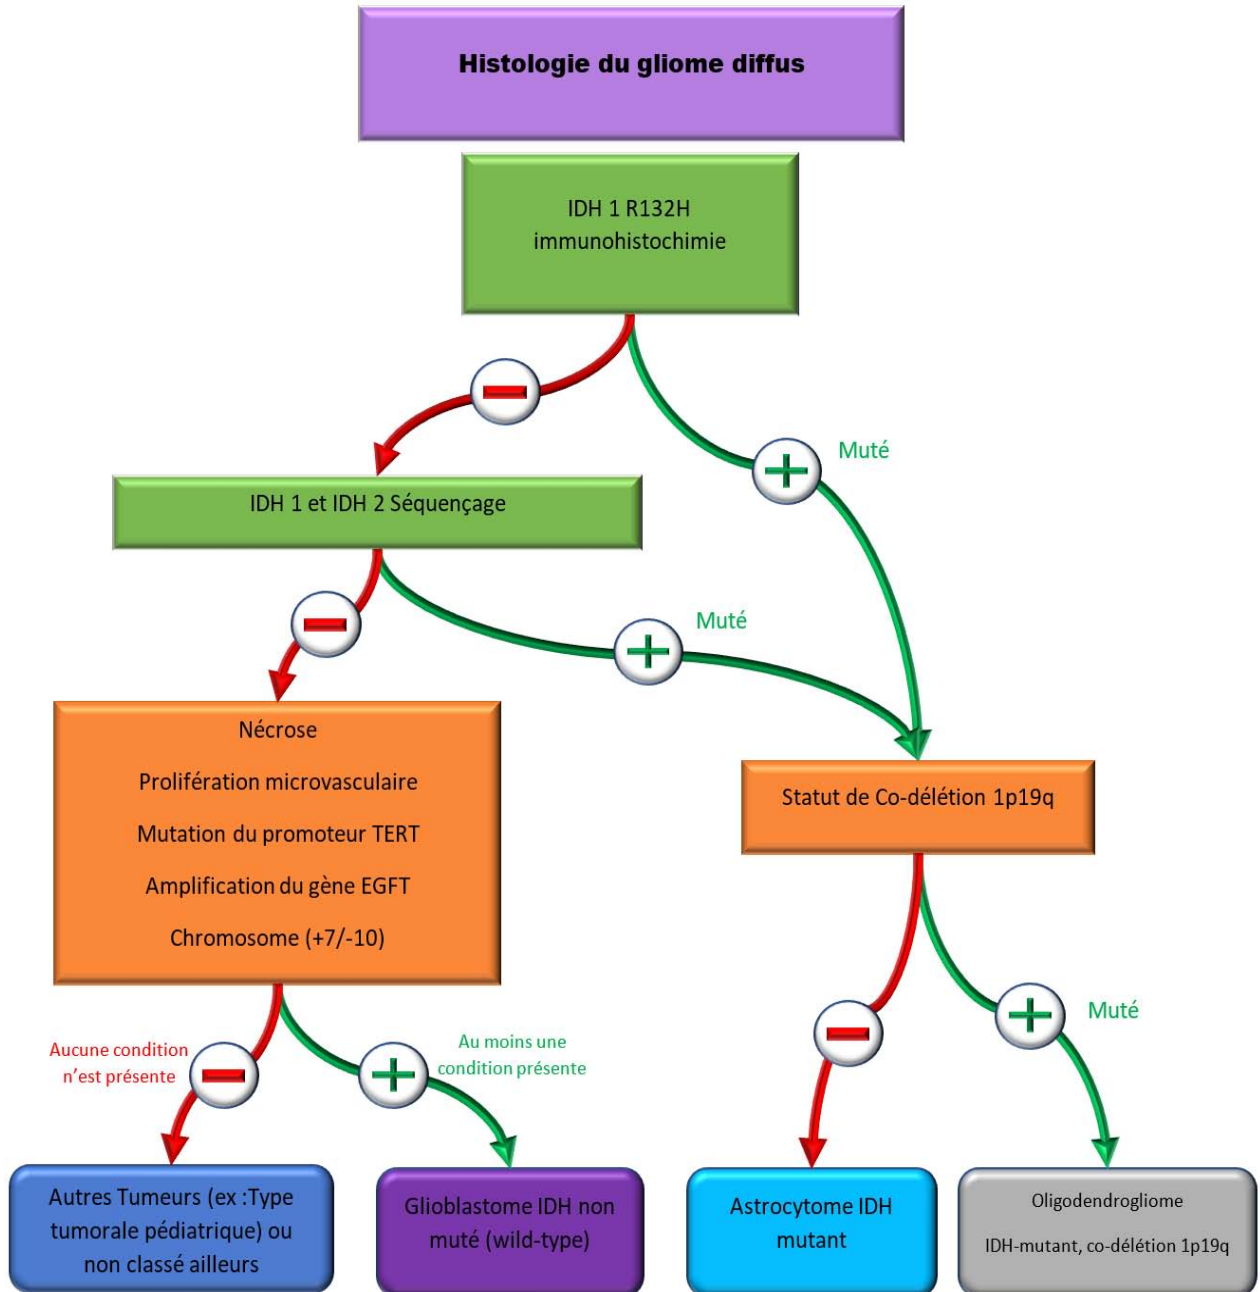 Histologie du gliome diffus
IDH 1 R132H
immunohistochimie
Muté
IDH 1 et IDH 2 Séquençage
Muté
Nécrose
Prolifération microvasculaire
Mutation du promoteur TERT
Amplification du gène EGFT
Chromosome (+7/-10)
Statut de Co-délétion 1p19q
Aucune condition
n'est présente
Au moins une
condition présente
Muté
Autres Tumeurs (ex :Type
tumorale pédiatrique) ou
non classé ailleurs
Glioblastome IDH non
muté (wild-type)
Astrocytome IDH
mutant
Oligodendrogliome
IDH-mutant, co-délétion 1p19q